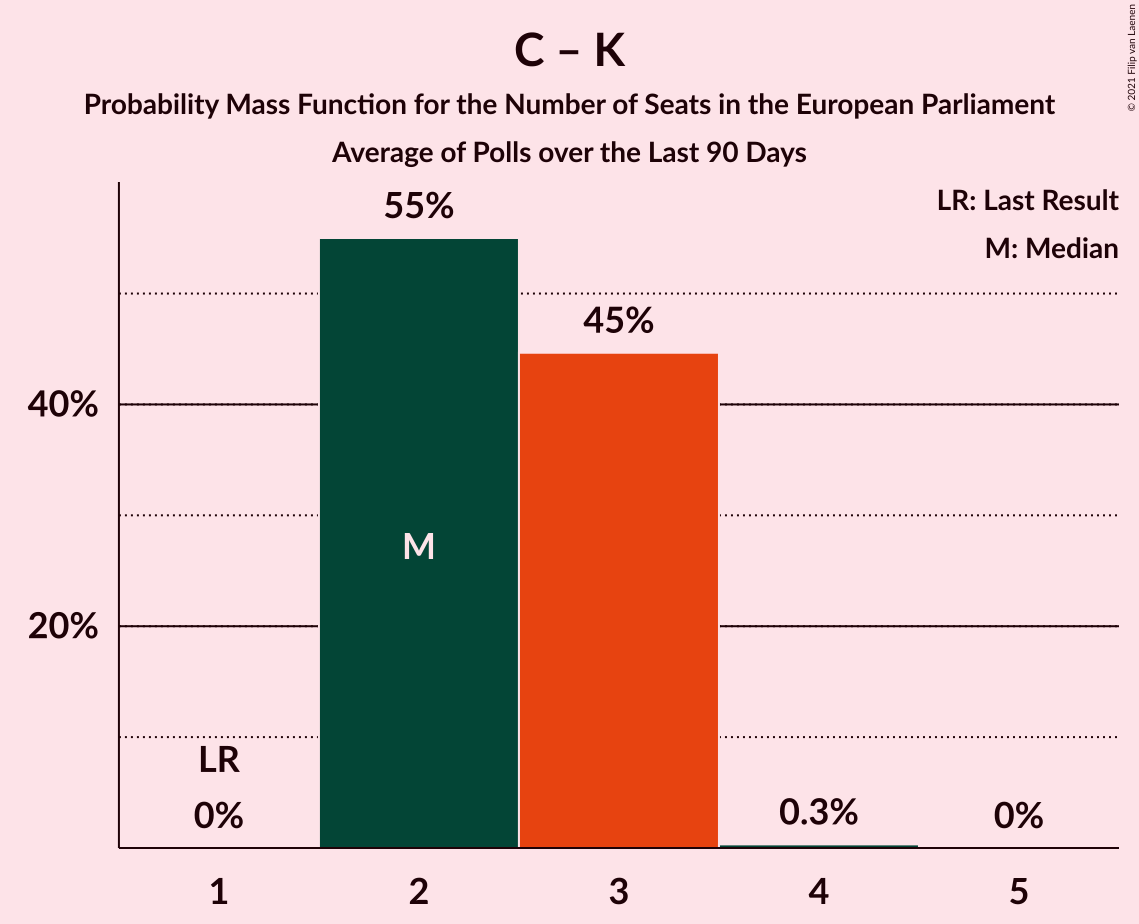 C – K
Probability Mass Function for the Number of Seats in the European Parliament
Average of Polls over the Last 90 Days
© 2021 Filip van Laenen
LR: Last Result
M: Median
55%
45%
40%
M
20%
LR
0%
0.3%
0%
1 2 3 4 5